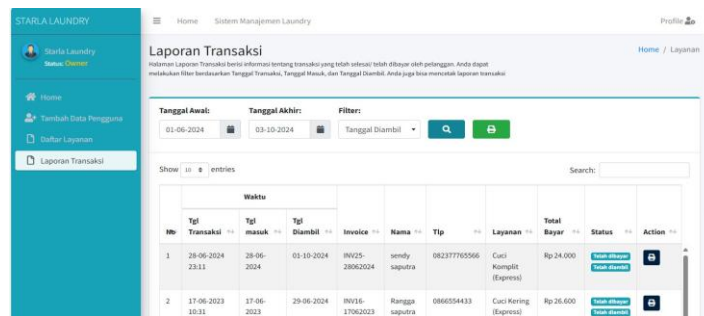 STARLA LAUNDRY
Home Sistem Manajemen Laundry
Profile
Starla Laundry
Status: Owner
Home
Tambah Data Pengguna
Daftar Layanan
Laporan Transaksi
Laporan Transaksi
Home / Layanan
Halaman Laporan Transaksi berisi informasi tentang transaksi yang telah selesai/ telah dibayar oleh pelanggan. Anda dapat
melakukan filter berdasarkan Tanggal Transaksi, Tanggal Masuk, dan Tanggal Diambil. Anda juga bisa mencetak laporan transaksi
Tanggal Awal: Tanggal Akhir: Filter:
01-06-2024 03-10-2024 Tanggal Diambil
Show 10 entries Search:
Waktu
Tgl Tgl Tgl Total
No Transaksi masuk Diambil Invoice Nama Tlp Layanan Bayar Status Action
1 28-06-2024 28-06- 01-10-2024 INV25- sendy 082377765566 Cuci Rp 24.000 Telah dibayar
23:11 2024 28062024 saputra Komplit Telah diambil
(Express)
2 17-06-2023 17-06- 29-06-2024 INV16- Rangga 0866554433 Cuci Kering Rp 26.600 Telah dibayar
10:31 2023 17062023 saputra (Express) Telah diambil